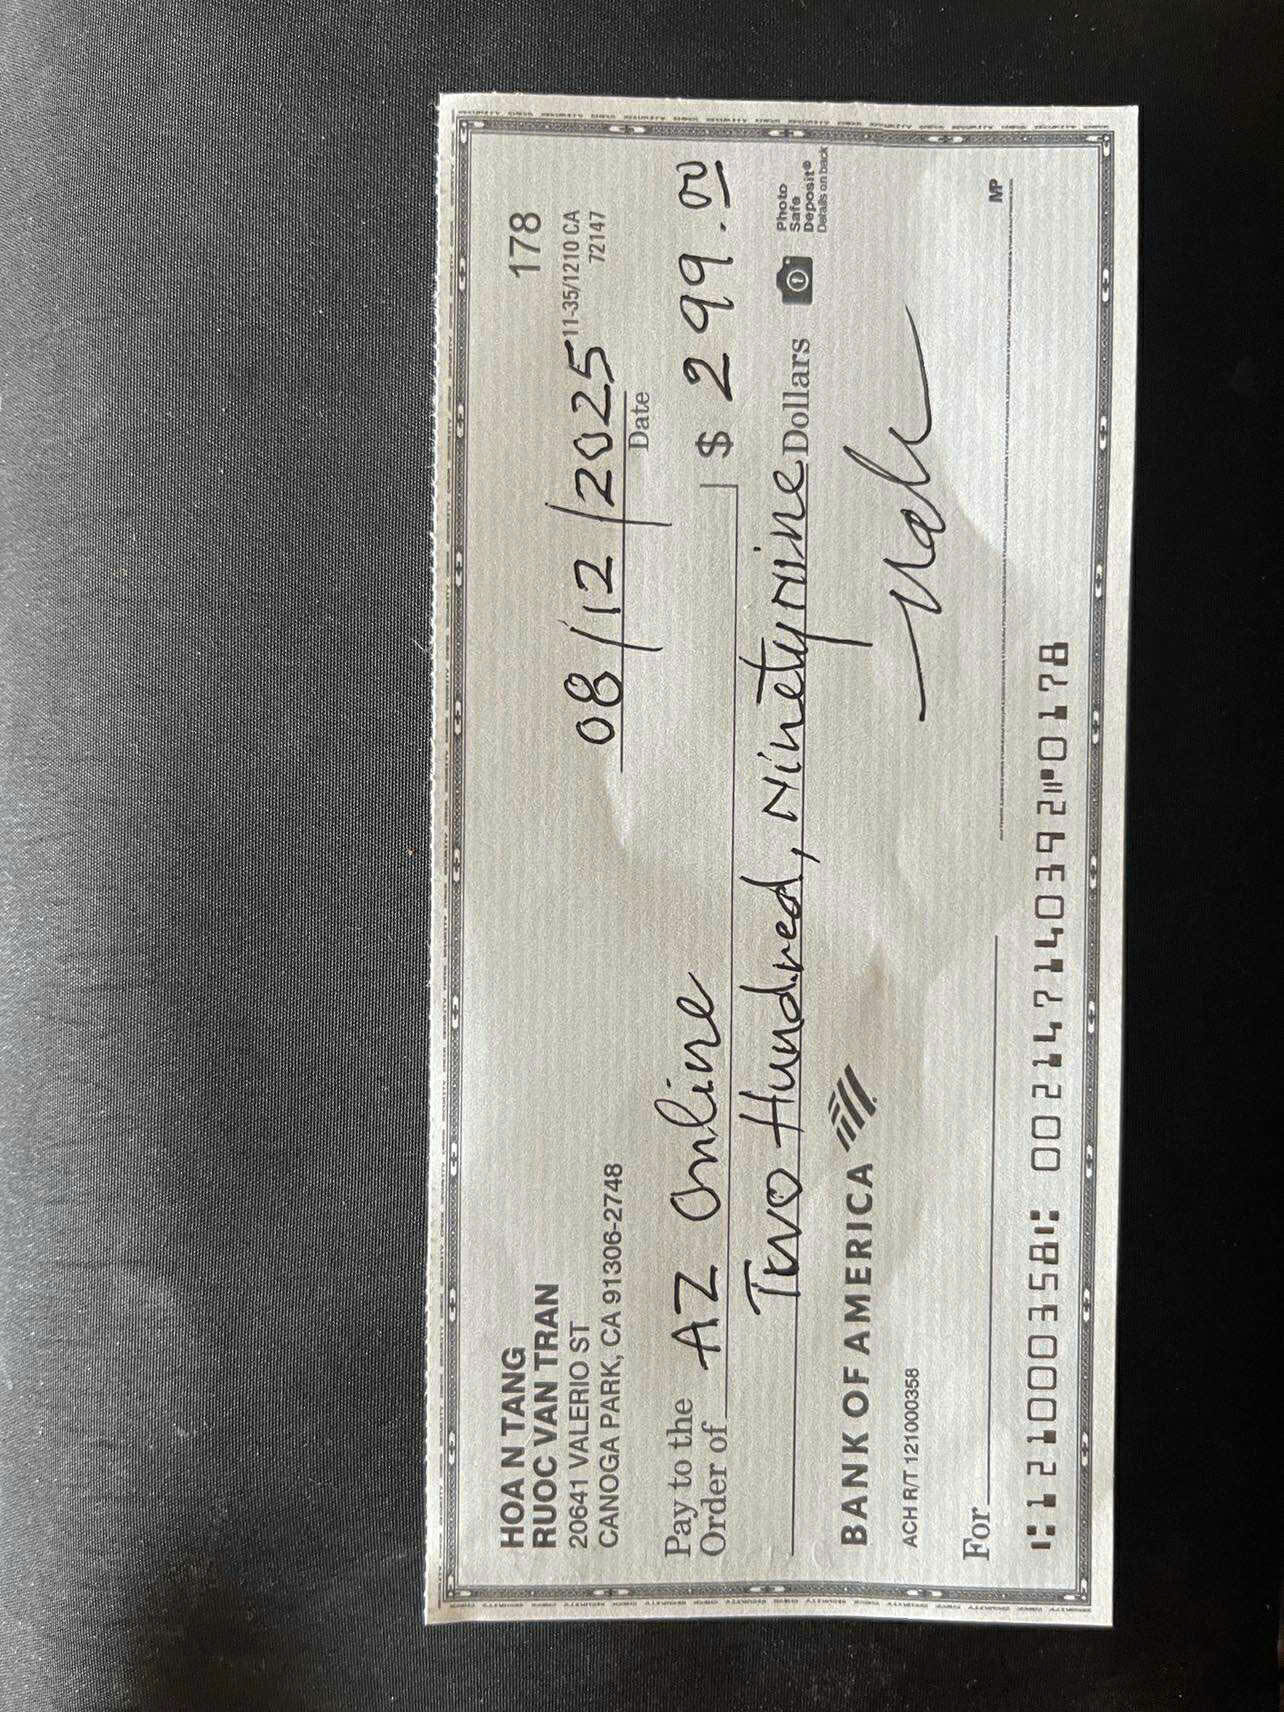 HOA N TANG
RUOC VAN TRAN
20641 VALERIO ST
CANOGA PARK, CA 91306-2748
178
11-35/1210 CA
72147
08/12/2025
Date
Pay to the
Order of AZ Online $ 299.00
Two Hundred, Ninety nine Dollars
Photo
Safe
Deposit®
Details on back
BANK OF AMERICA
ACH R/T 121000358
For
MP
⑆121000358⑆ 002147140392⑈0178